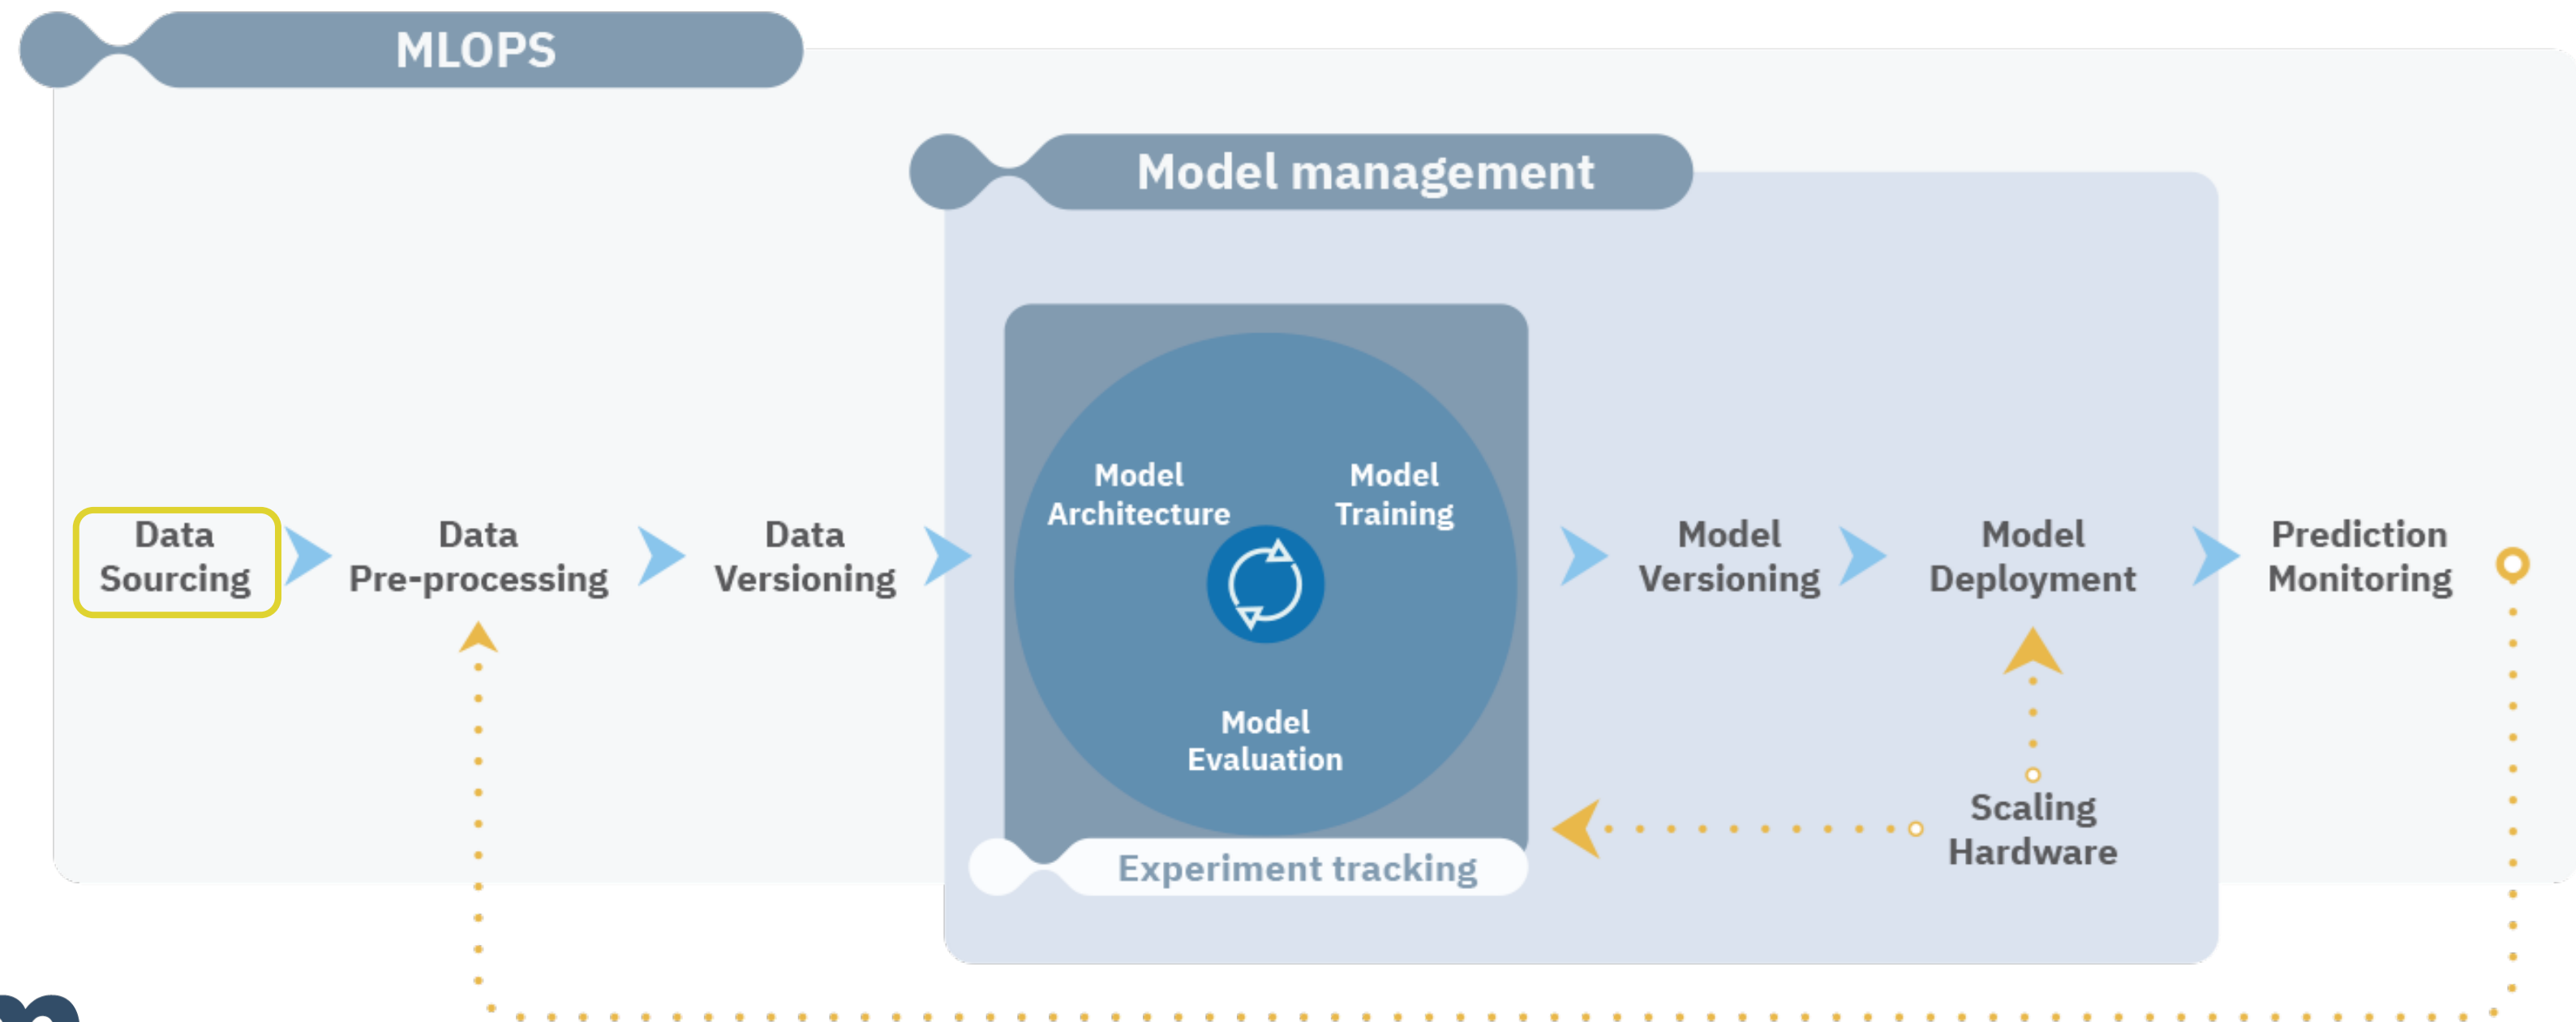 MLOPS
Model management
Data
Sourcing
Data
Pre-processing
Data
Versioning
Model
Architecture
Model
Training
Model
Evaluation
Experiment tracking
Model
Versioning
Model
Deployment
Scaling
Hardware
Prediction
Monitoring